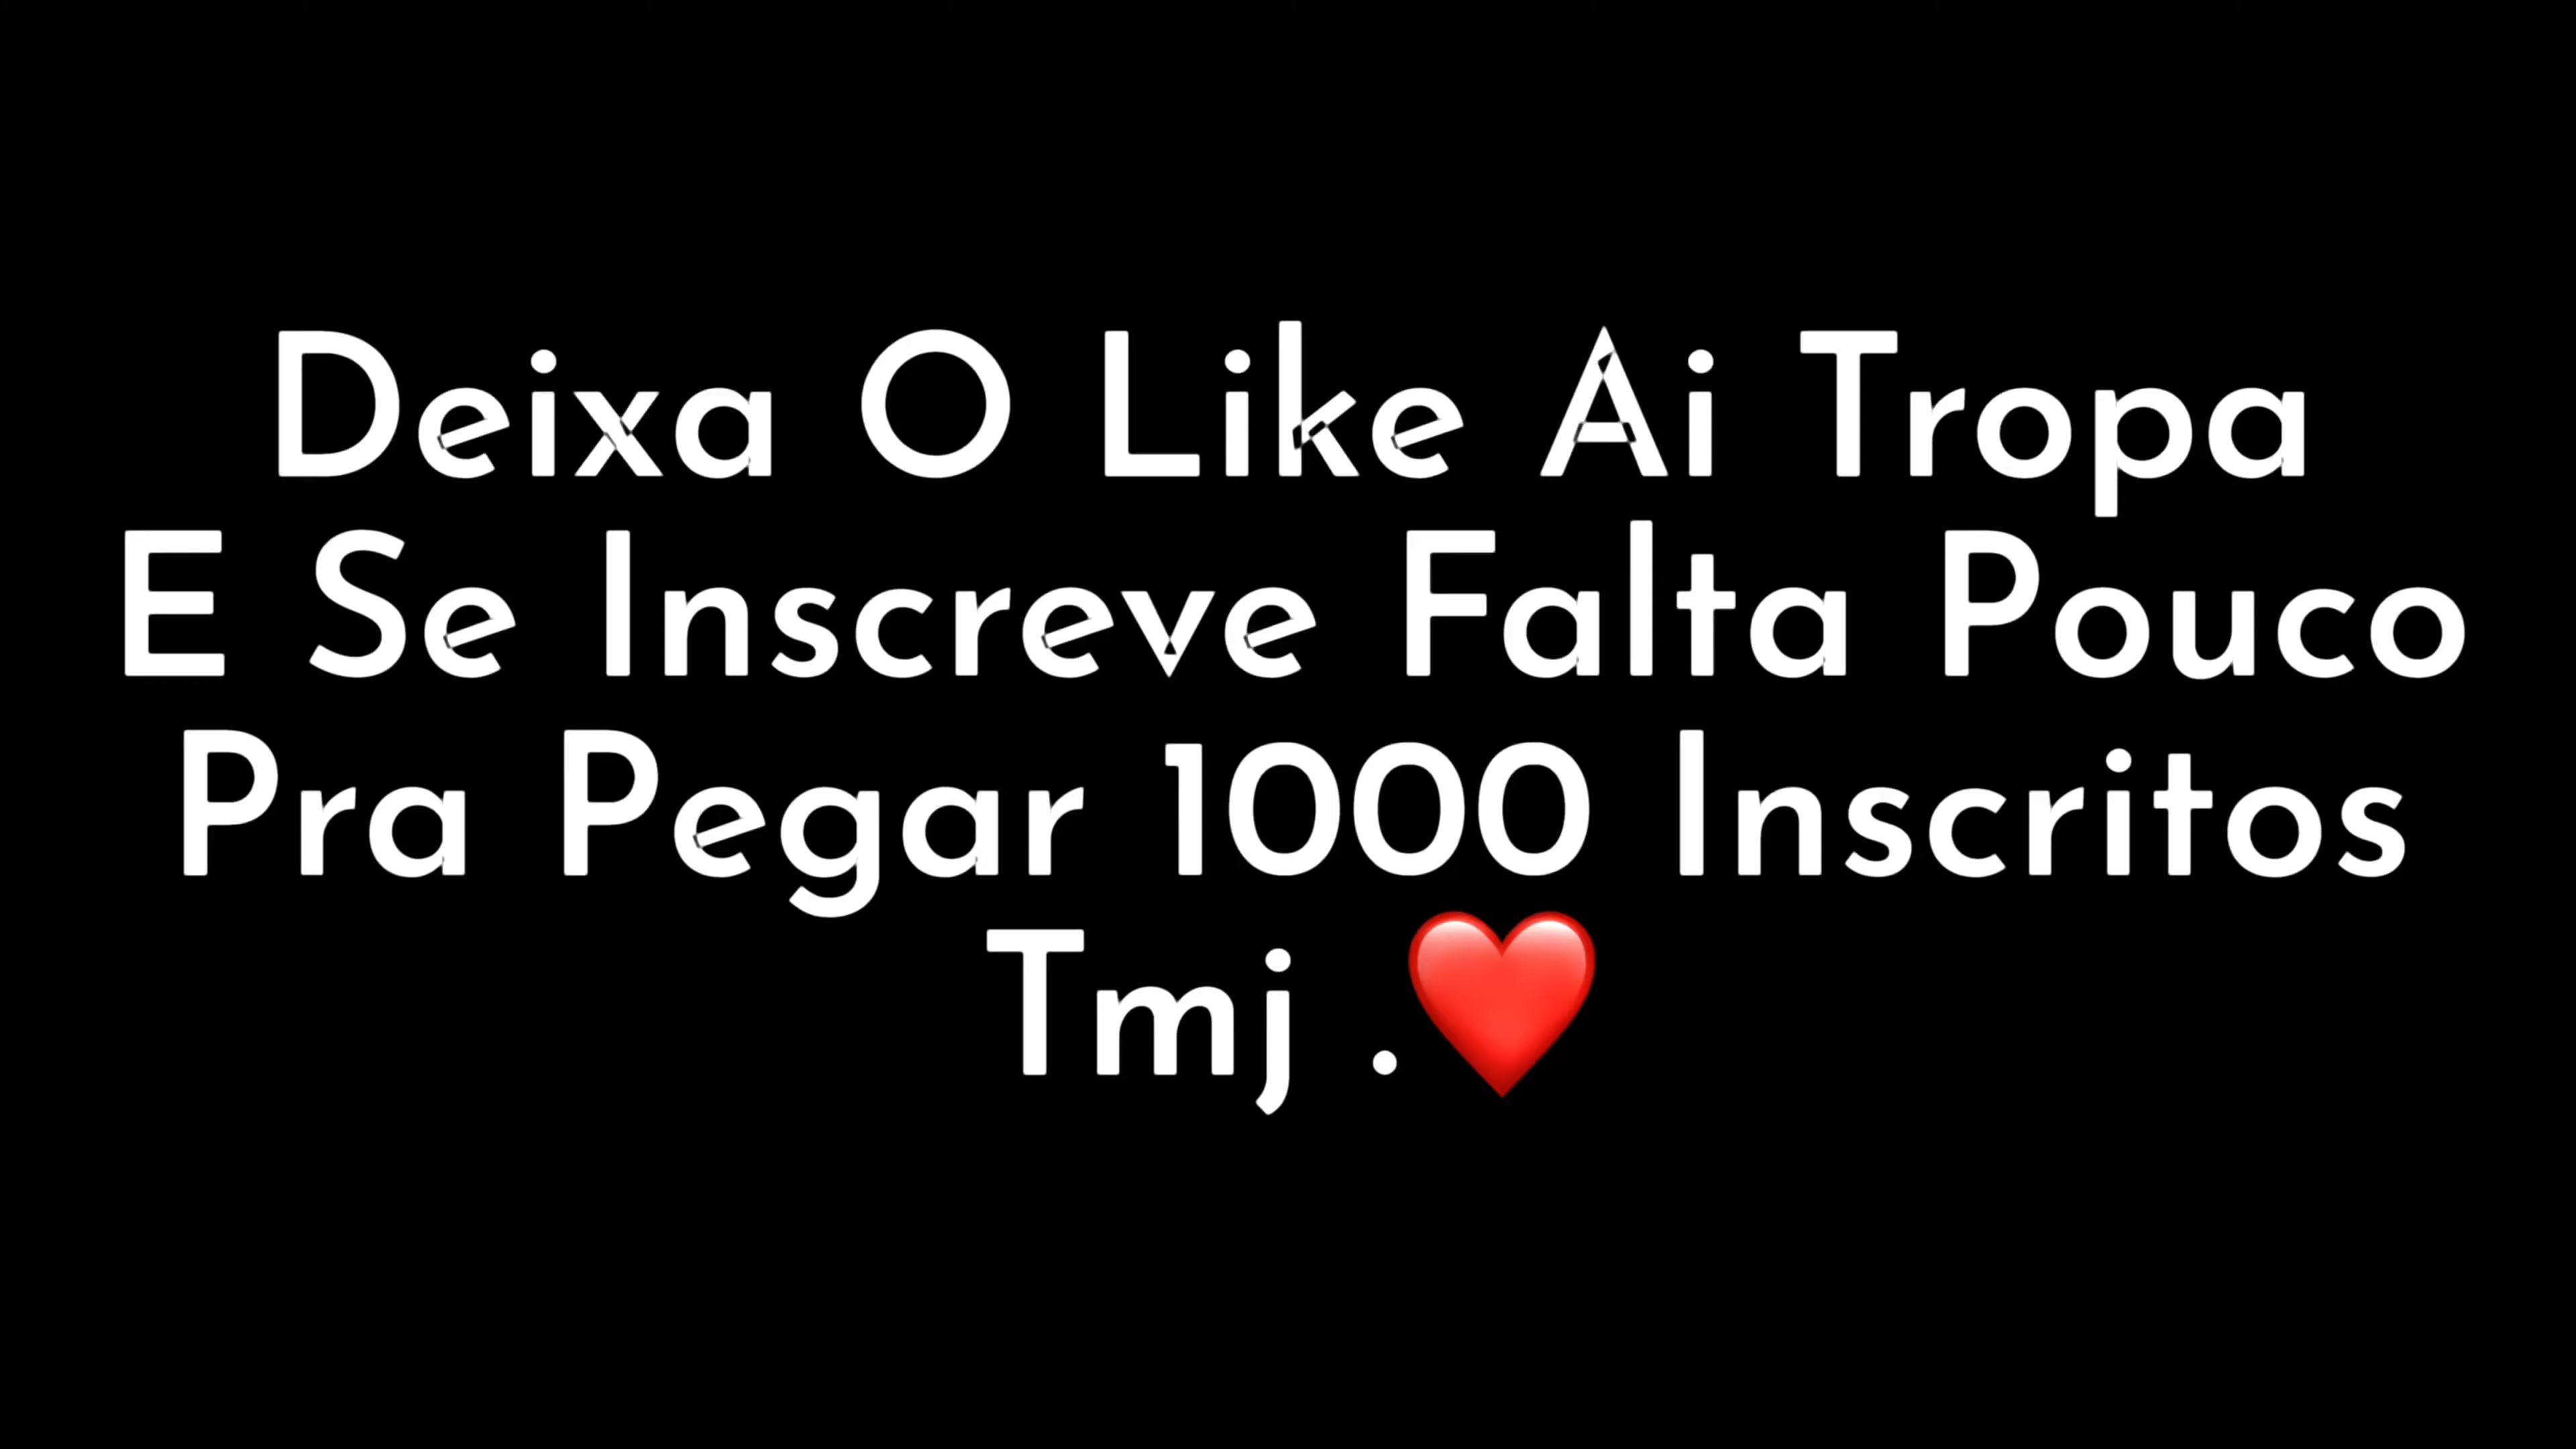 Deixa O Like Ai Tropa
E Se Inscreve Falta Pouco
Pra Pegar 1000 Inscritos
Tmj .❤️